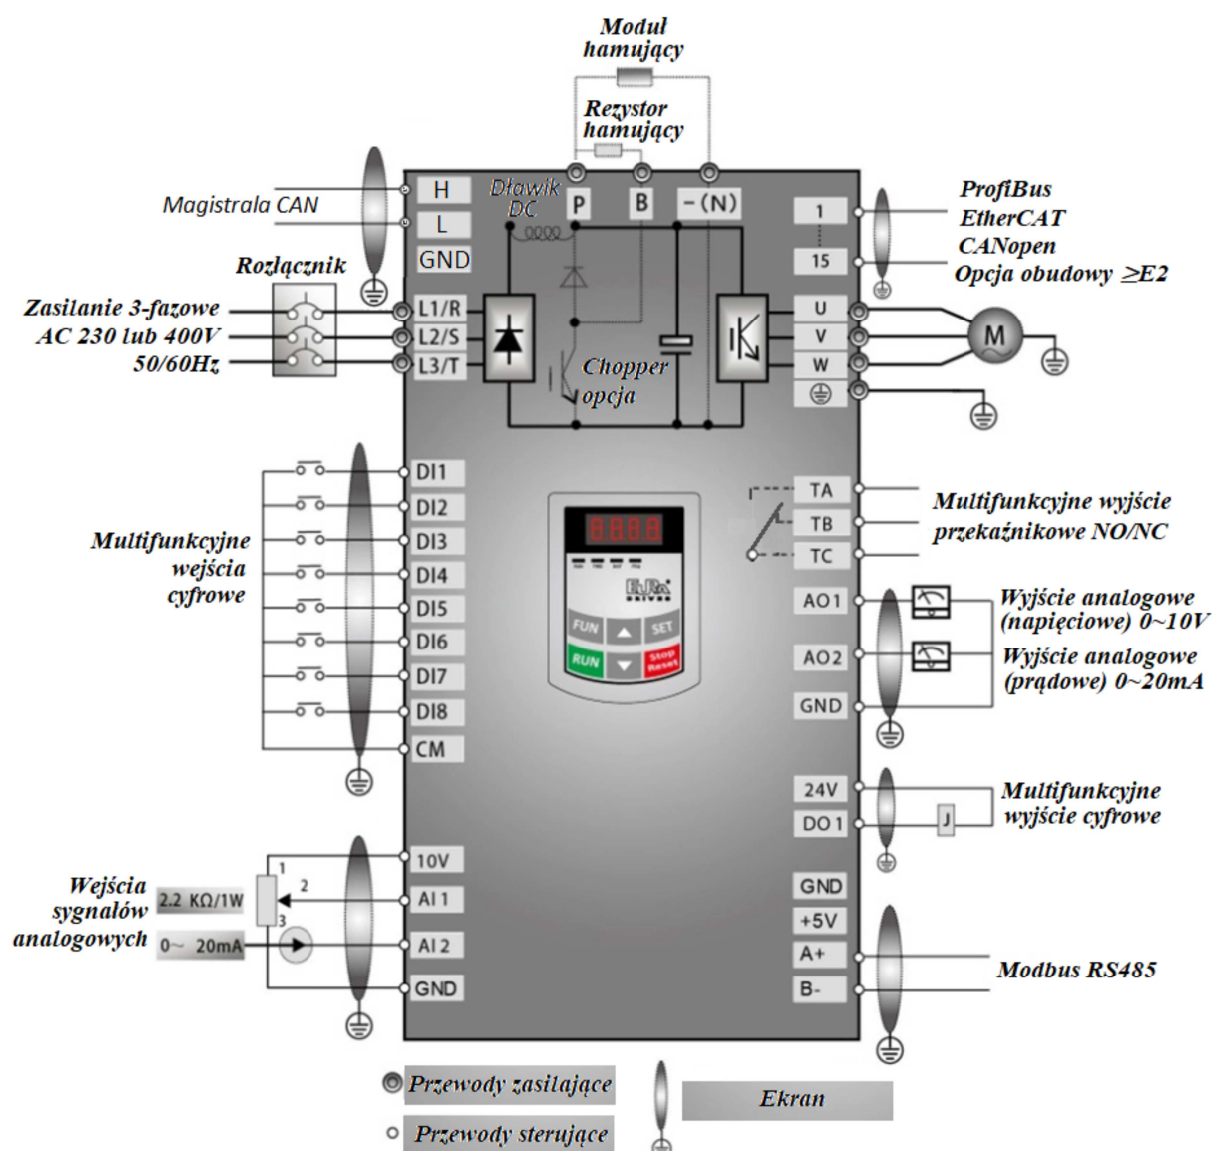 Moduł
hamujący
Rezystor
hamujący
Dławik
DC
P
B
-(N)
Magistrala CAN
H
L
GND
1
15
ProfiBus
EtherCAT
CANopen
Opcja obudowy ≥E2
Rozłącznik
Zasilanie 3-fazowe
AC 230 lub 400V
50/60Hz
L1/R
L2/S
L3/T
Chopper
opcja
U
V
W
M
Multifunkcyjne
wejścia
cyfrowe
DI1
DI2
DI3
DI4
DI5
DI6
DI7
DI8
CM
8.8.8.8.
EURA
DRIVES
FUN
SET
RUN
Stop
Reset
TA
TB
TC
Multifunkcyjne wyjście
przekaźnikowe NO/NC
AO1
AO2
GND
Wyjście analogowe
(napięciowe) 0~10V
Wyjście analogowe
(prądowe) 0~20mA
24V
DO1
J
Multifunkcyjne
wyjście cyfrowe
Wejścia
sygnałów
analogowych
2.2 KΩ/1W
0~ 20mA
1
2
3
10V
AI1
AI2
GND
GND
+5V
A+
B-
Modbus RS485
Przewody zasilające
Przewody sterujące
Ekran